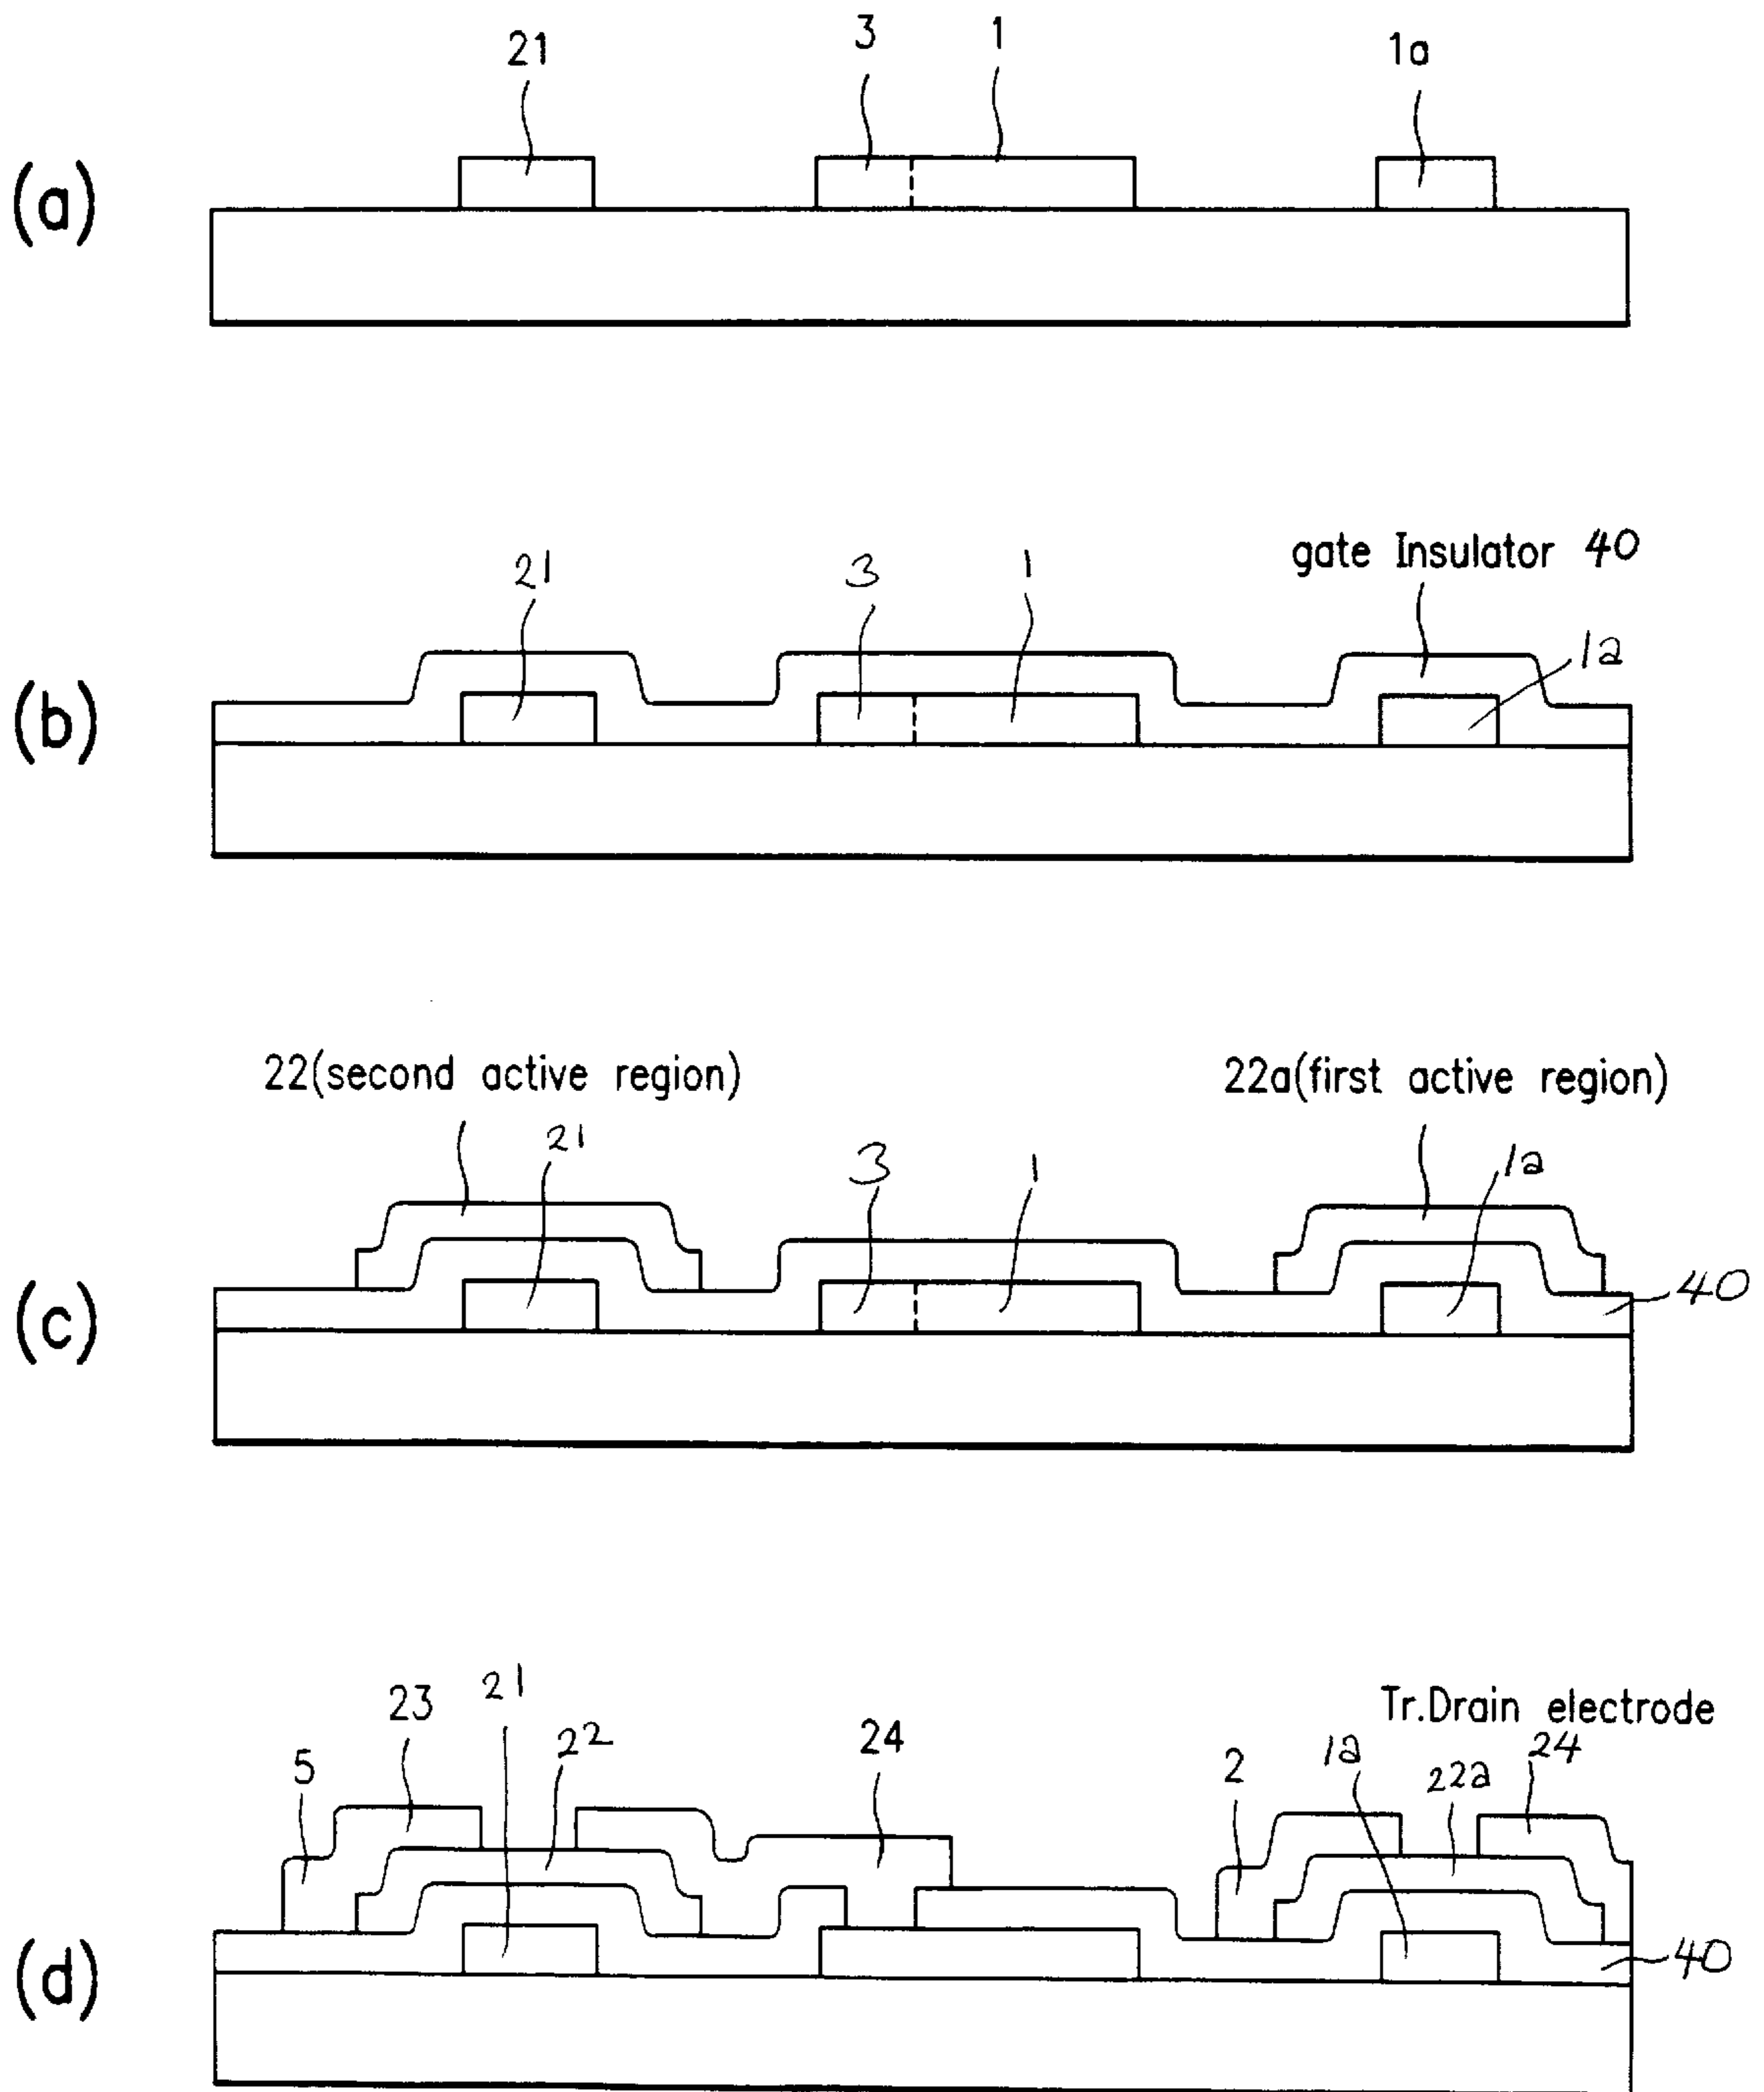 (a)
21
3
1
1a
(b)
gate Insulator 40
21
3
1
1a
(c)
22(second active region)
22a(first active region)
21
3
1
1a
40
(d)
Tr.Drain electrode
5
23
21
22
24
2
1a
22a
24
40